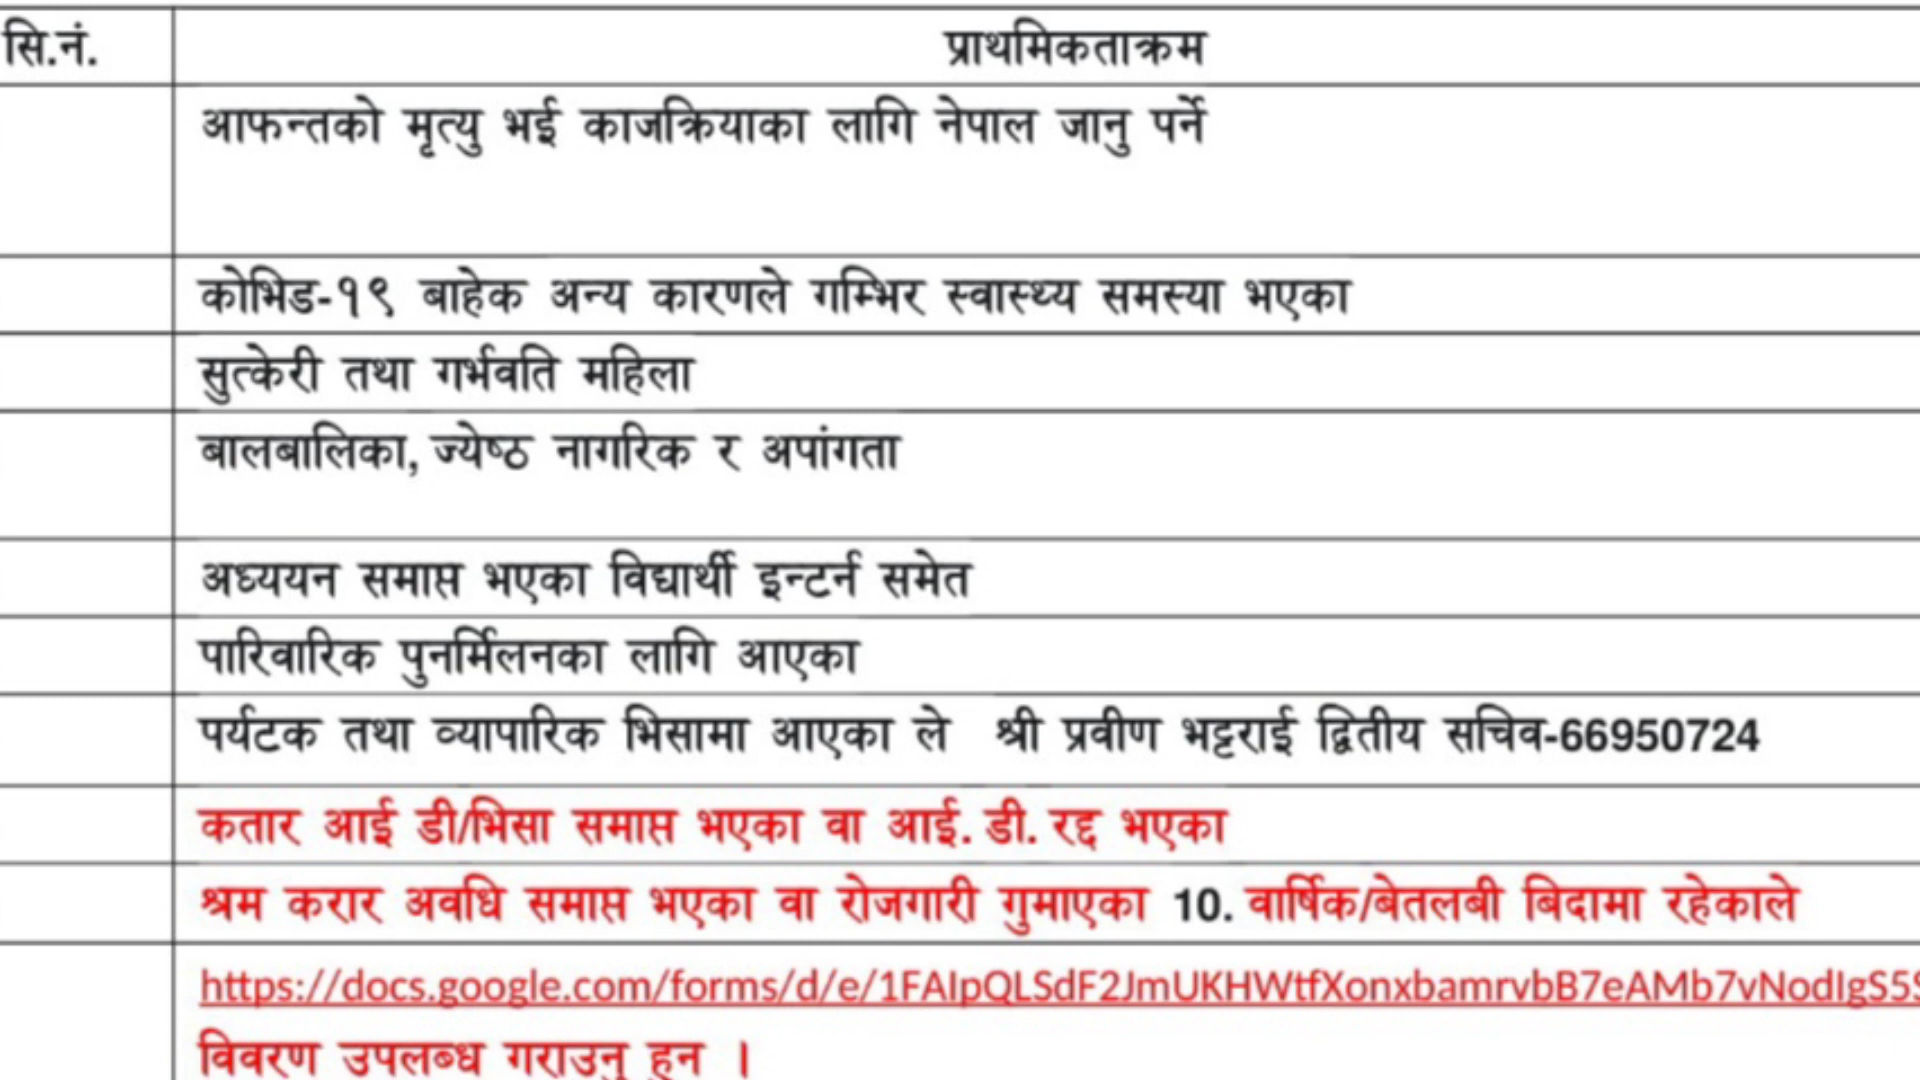 सि.नं. प्राथमिकताक्रम
आफन्तको मृत्यु भई काजक्रियाका लागि नेपाल जानु पर्ने
कोभिड-१९ बाहेक अन्य कारणले गम्भिर स्वास्थ्य समस्या भएका
सुत्केरी तथा गर्भवति महिला
बालबालिका, ज्येष्ठ नागरिक र अपांगता
अध्ययन समाप्त भएका विद्यार्थी इन्टर्न समेत
पारिवारिक पुनर्मिलनका लागि आएका
पर्यटक तथा व्यापारिक भिसामा आएका ले श्री प्रवीण भट्टराई द्वितीय सचिव-66950724
कतार आई डी/भिसा समाप्त भएका वा आई. डी. रद्द भएका
श्रम करार अवधि समाप्त भएका वा रोजगारी गुमाएका 10. वार्षिक/बेतलबी बिदामा रहेकाले
https://docs.google.com/forms/d/e/1FAIpQLSdF2JmUKHWtfXonxbamrvbB7eAMb7vNodIgS5S
विवरण उपलब्ध गराउनु हुन ।